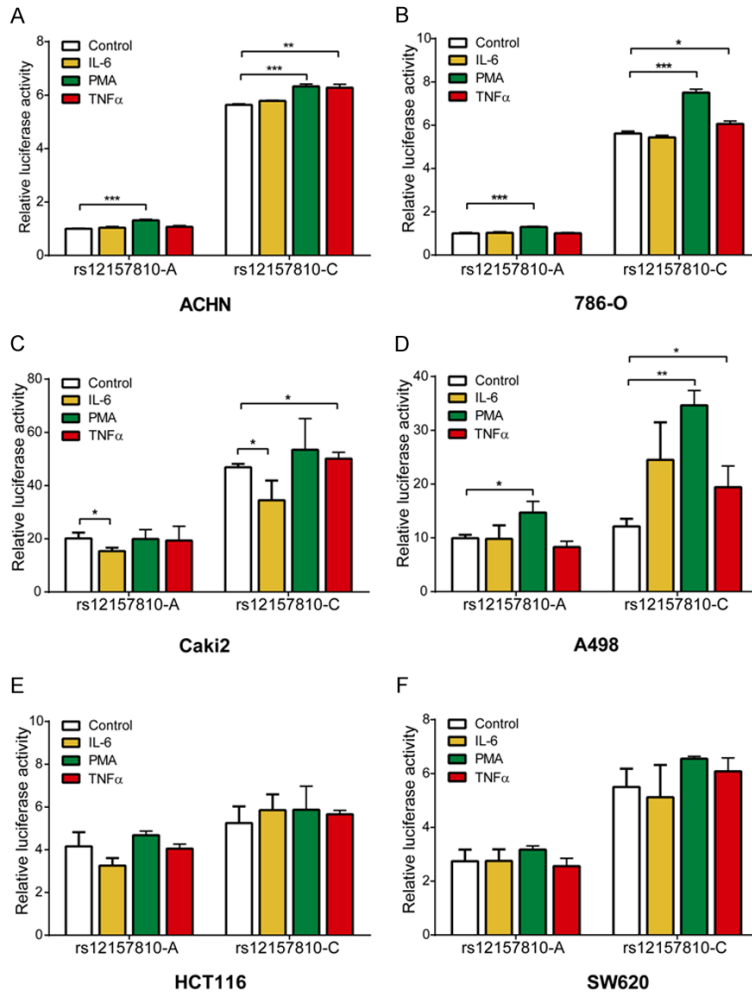 A
Relative luciferase activity
8
6
4
2
0
Control
IL-6
PMA
TNFα
***
**
***
rs12157810-A
rs12157810-C
ACHN
B
Relative luciferase activity
10
8
6
4
2
0
Control
IL-6
PMA
TNFα
***
*
***
rs12157810-A
rs12157810-C
786-O
C
Relative luciferase activity
80
60
40
20
0
Control
IL-6
PMA
TNFα
*
*
*
rs12157810-A
rs12157810-C
Caki2
D
Relative luciferase activity
40
30
20
10
0
Control
IL-6
PMA
TNFα
*
*
**
rs12157810-A
rs12157810-C
A498
E
Relative luciferase activity
10
8
6
4
2
0
Control
IL-6
PMA
TNFα
rs12157810-A
rs12157810-C
HCT116
F
Relative luciferase activity
8
6
4
2
0
Control
IL-6
PMA
TNFα
rs12157810-A
rs12157810-C
SW620